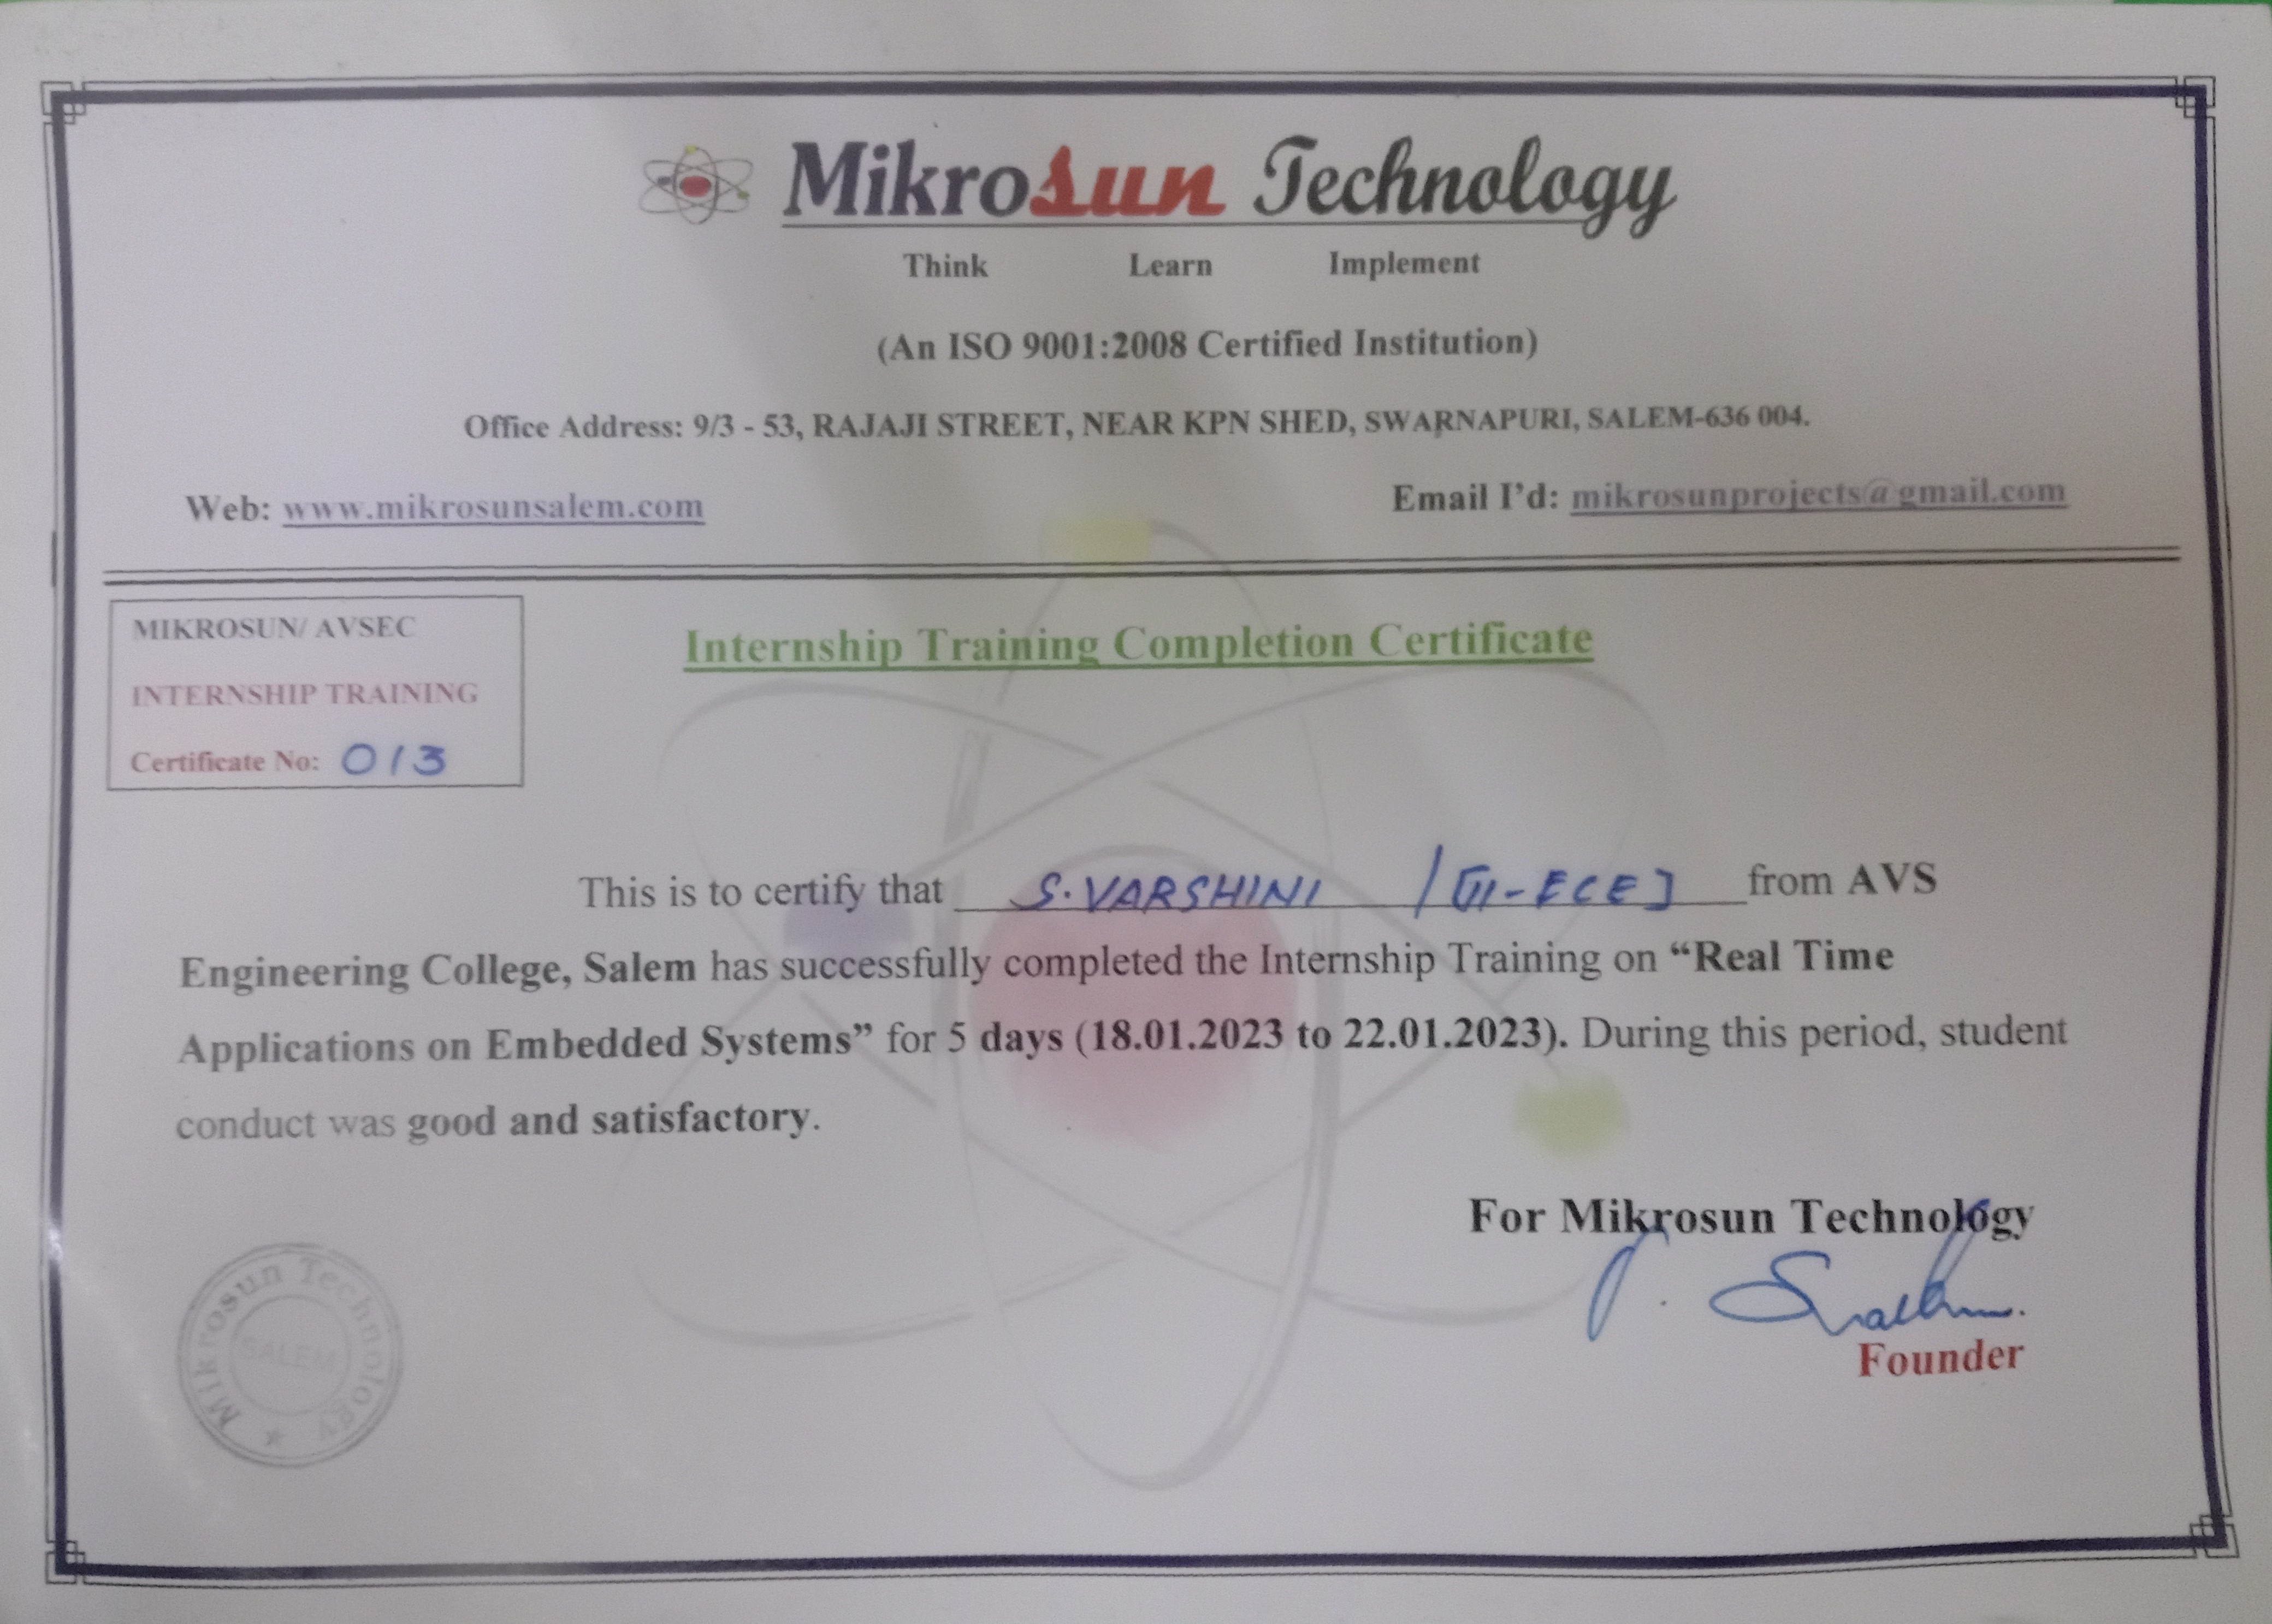 Mikrosun Technology
Think Learn Implement
(An ISO 9001:2008 Certified Institution)
Office Address: 9/3 - 53, RAJAJI STREET, NEAR KPN SHED, SWARNAPURI, SALEM-636 004.
Web: www.mikrosunsalem.com Email I’d: mikrosunprojects@gmail.com
MIKROSUN/ AVSEC
INTERNSHIP TRAINING
Certificate No: 013
Internship Training Completion Certificate
This is to certify that S.VARSHINI / [II-ECE] from AVS
Engineering College, Salem has successfully completed the Internship Training on “Real Time
Applications on Embedded Systems” for 5 days (18.01.2023 to 22.01.2023). During this period, student
conduct was good and satisfactory.
For Mikrosun Technology
Founder
Mikrosun Technology
SALEM